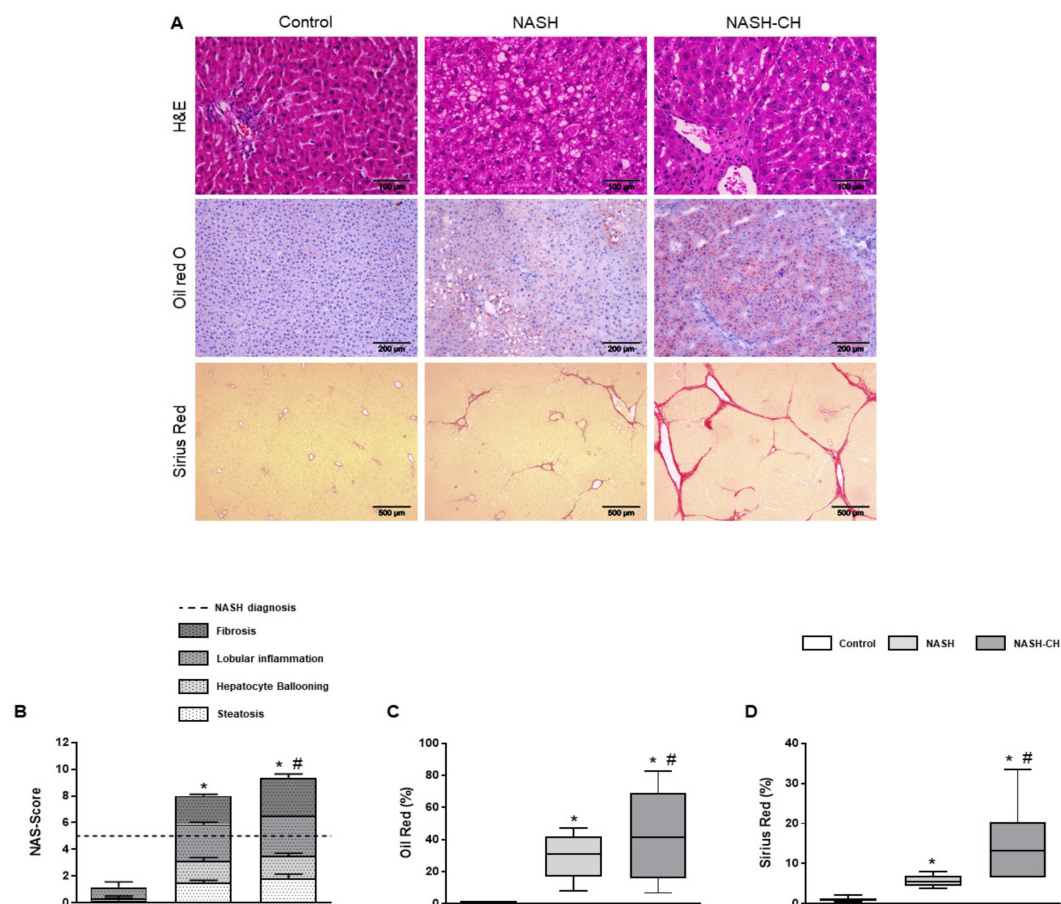 A
Control
NASH
NASH-CH
H&E
100 µm
100 µm
100 µm
Oil red O
200 µm
200 µm
200 µm
Sirius Red
500 µm
500 µm
500 µm
NASH diagnosis
Fibrosis
Lobular inflammation
Hepatocyte Ballooning
Steatosis
Control
NASH
NASH-CH
B
NAS-Score
12
10
8
6
4
2
0
*
* #
C
Oil Red (%)
100
80
60
40
20
0
*
* #
D
Sirius Red (%)
40
30
20
10
0
*
* #